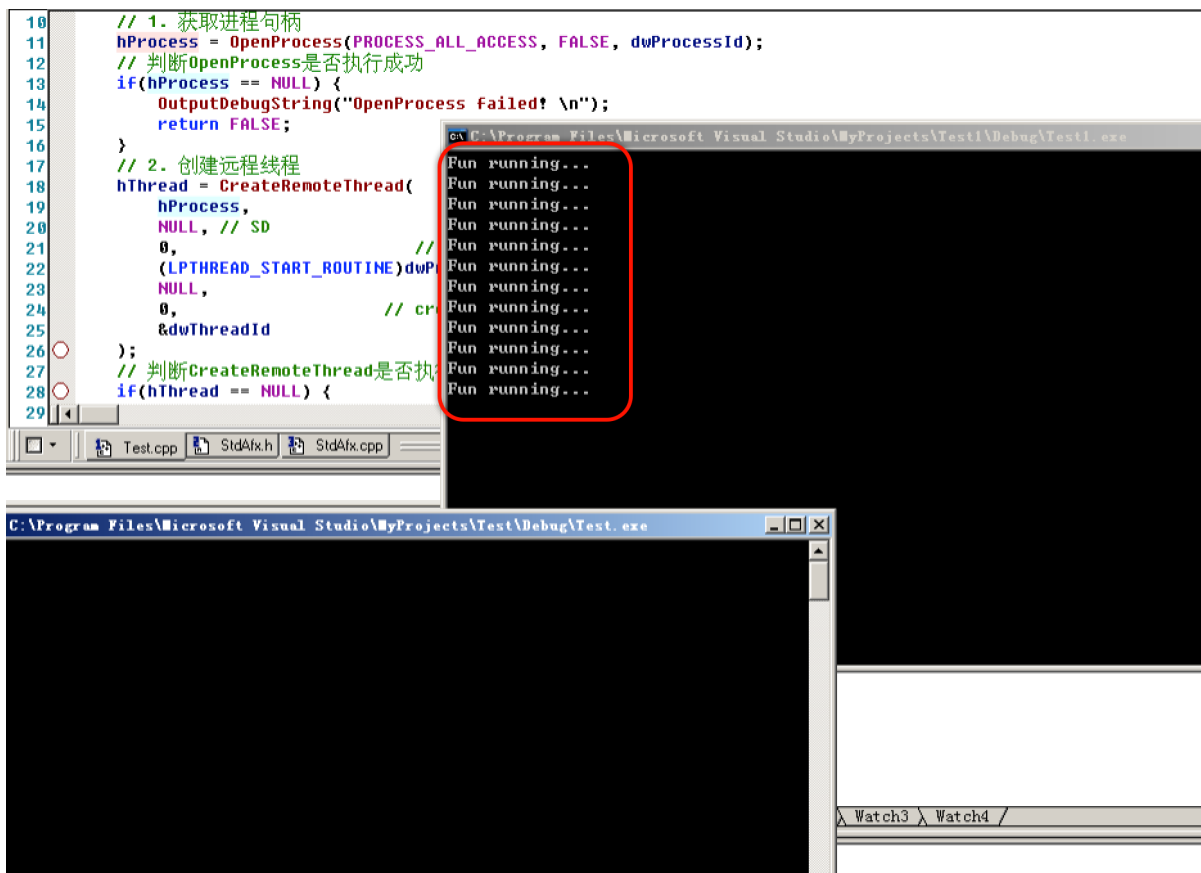 10 // 1. 获取进程句柄
11 hProcess = OpenProcess(PROCESS_ALL_ACCESS, FALSE, dwProcessId);
12 // 判断OpenProcess是否执行成功
13 if(hProcess == NULL) {
14 OutputDebugString("OpenProcess failed! \n");
15 return FALSE;
16 }
17 // 2. 创建远程线程
18 hThread = CreateRemoteThread(
19 hProcess,
20 NULL, // SD
21 0, //
22 (LPTHREAD_START_ROUTINE)dwP
23 NULL,
24 0, // cr
25 &dwThreadId
26 );
27 // 判断CreateRemoteThread是否执
28 if(hThread == NULL) {
29
Test.cpp StdAfx.h StdAfx.cpp
C:\Program Files\Microsoft Visual Studio\MyProjects\Test1\Debug\Test1.exe
Fun running...
Fun running...
Fun running...
Fun running...
Fun running...
Fun running...
Fun running...
Fun running...
Fun running...
Fun running...
Fun running...
Fun running...
C:\Program Files\Microsoft Visual Studio\MyProjects\Test\Debug\Test.exe
Watch3 Watch4